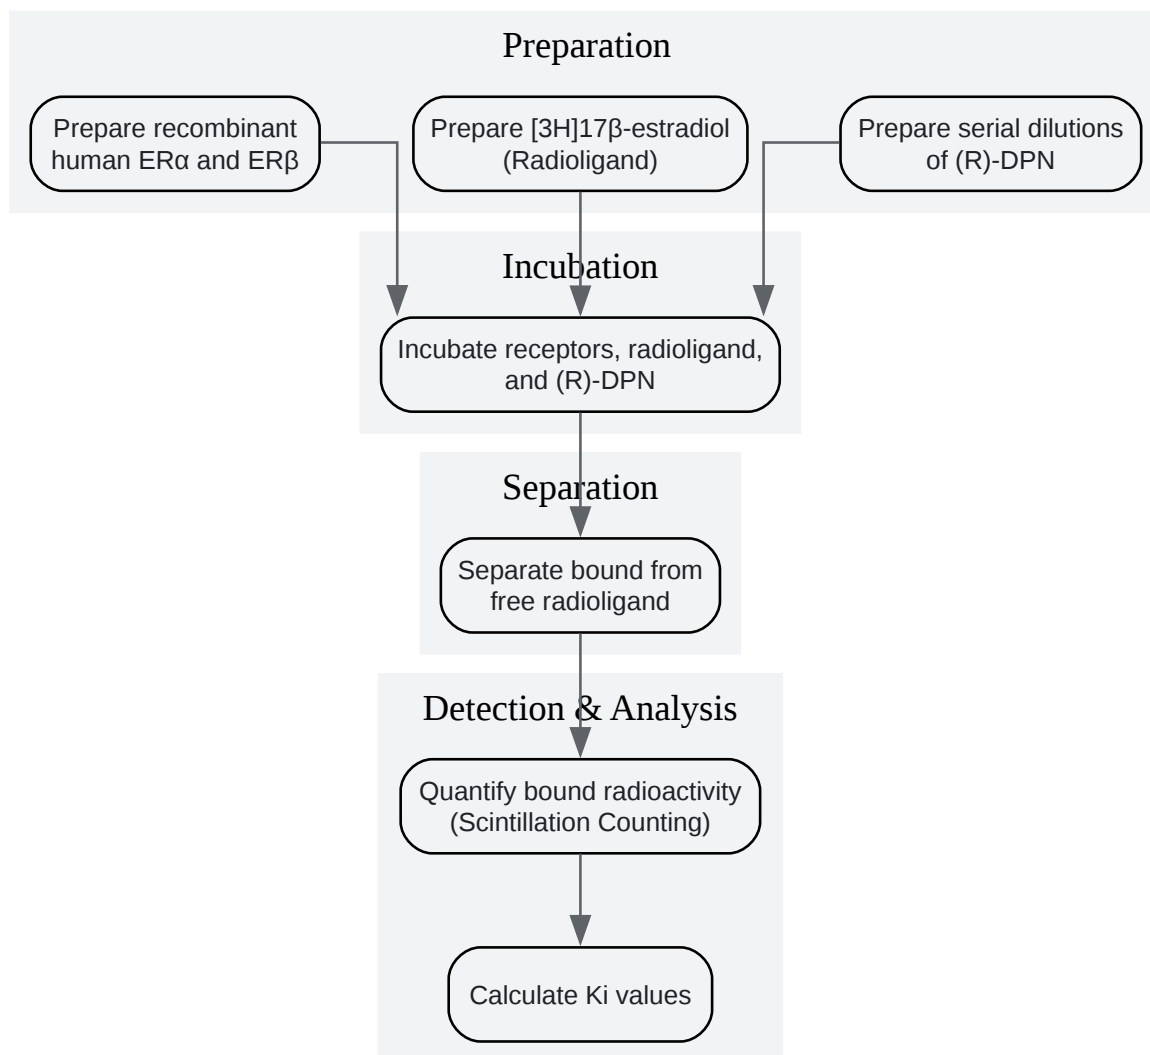 Preparation
Prepare recombinant
human ERα and ERβ
Prepare [3H]17β-estradiol
(Radioligand)
Prepare serial dilutions
of (R)-DPN
Incubation
Incubate receptors, radioligand,
and (R)-DPN
Separation
Separate bound from
free radioligand
Detection & Analysis
Quantify bound radioactivity
(Scintillation Counting)
Calculate Ki values